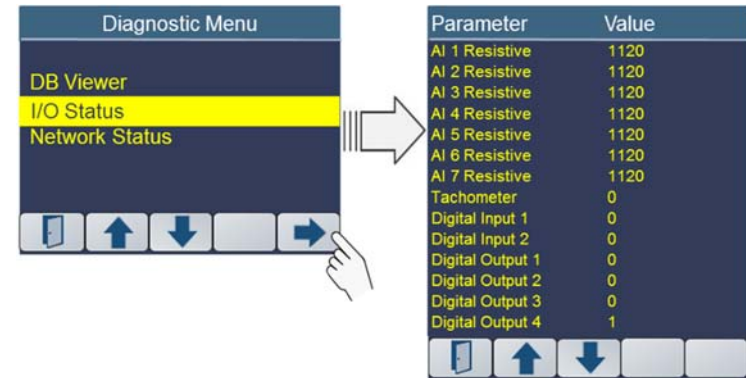 Diagnostic Menu
DB Viewer
I/O Status
Network Status
Parameter Value
AI 1 Resistive 1120
AI 2 Resistive 1120
AI 3 Resistive 1120
AI 4 Resistive 1120
AI 5 Resistive 1120
AI 6 Resistive 1120
AI 7 Resistive 1120
Tachometer 0
Digital Input 1 0
Digital Input 2 0
Digital Output 1 0
Digital Output 2 0
Digital Output 3 0
Digital Output 4 1